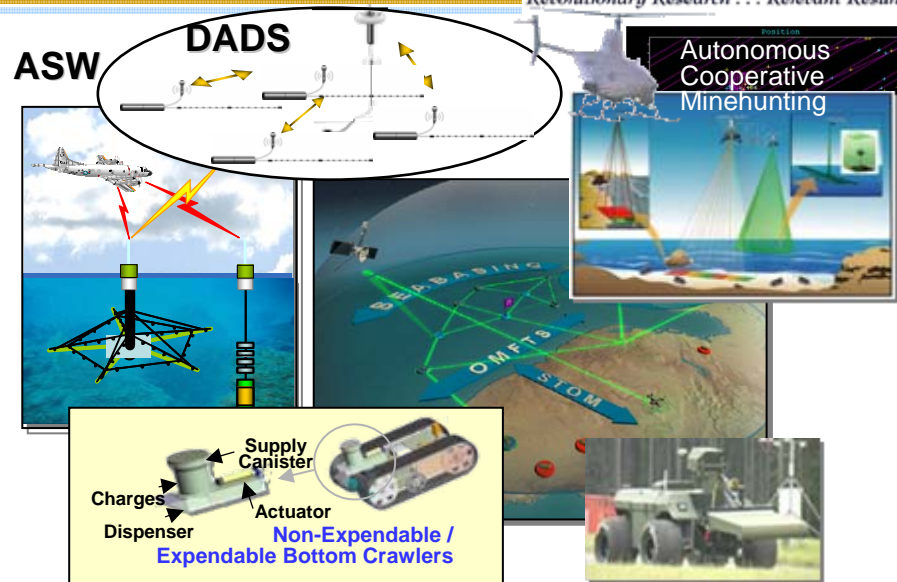 Revolutionary Research . . . Relevant
DADS
ASW
Position
Autonomous
Cooperative
Minehunting
SEABASING
OMFTS
STOM
Supply
Canister
Charges
Actuator
Dispenser
Non-Expendable /
Expendable Bottom Crawlers